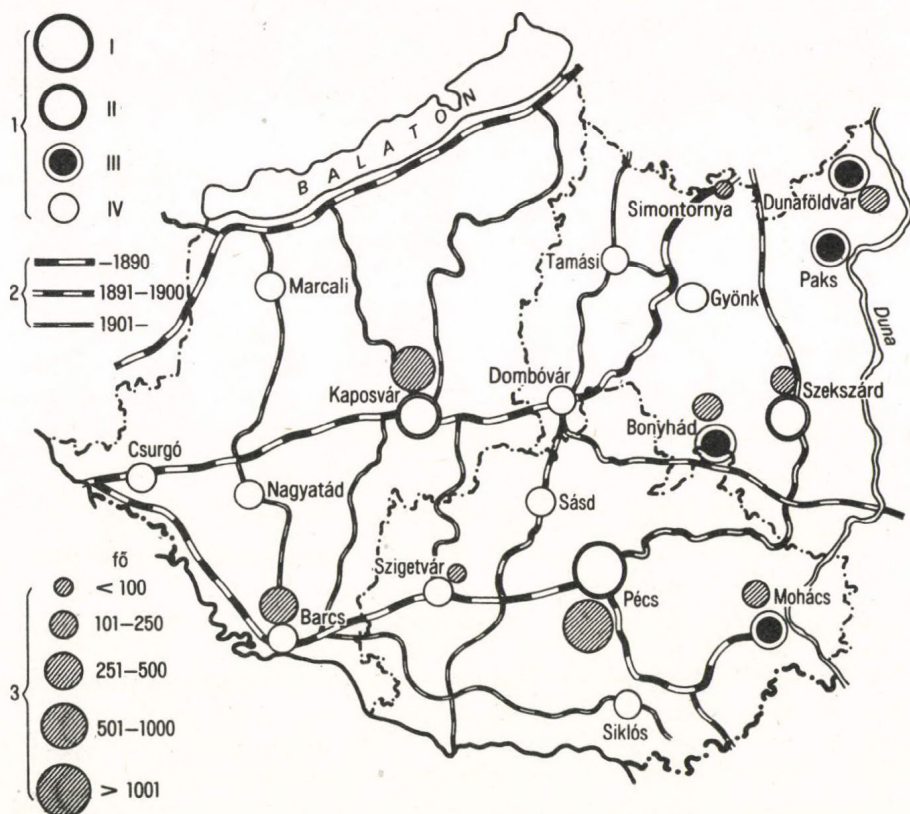 I
II
1
III
IV
2
—1890
1891—1900
1901—
BALATON
Simontornya
Dunaföldvár
Tamási
Paks
Marcali
Gyönk
Duna
Kaposvár
Dombóvár
Szekszárd
Bonyhád
Csurgó
Nagyatád
Sásd
Szigetvár
Pécs
Mohács
Barcs
Siklós
fő
< 100
101—250
251—500
3
501—1000
> 1001